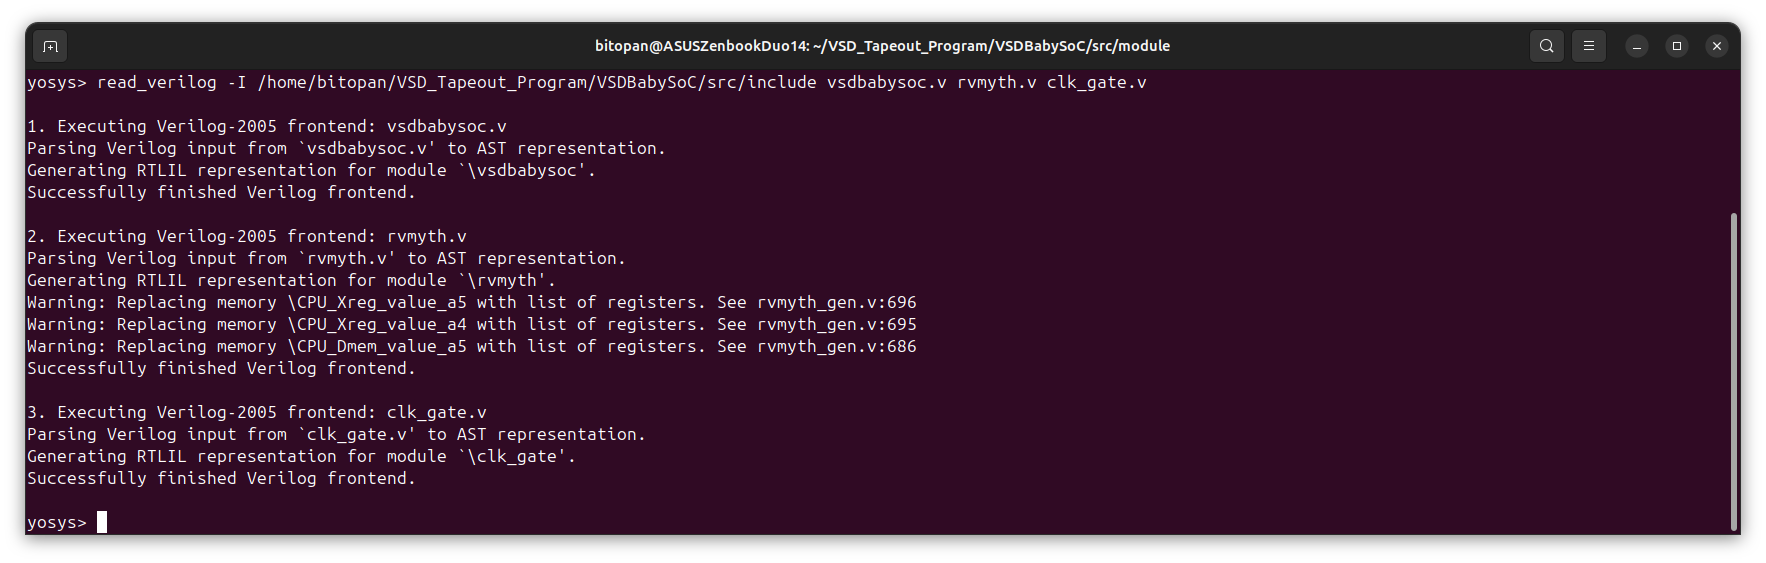 bitopan@ASUSZenbookDuo14: ~/VSD_Tapeout_Program/VSDBabySoC/src/module
yosys> read_verilog -I /home/bitopan/VSD_Tapeout_Program/VSDBabySoC/src/include vsdbabysoc.v rvmyth.v clk_gate.v
1. Executing Verilog-2005 frontend: vsdbabysoc.v
Parsing Verilog input from `vsdbabysoc.v' to AST representation.
Generating RTLIL representation for module `\vsdbabysoc'.
Successfully finished Verilog frontend.
2. Executing Verilog-2005 frontend: rvmyth.v
Parsing Verilog input from `rvmyth.v' to AST representation.
Generating RTLIL representation for module `\rvmyth'.
Warning: Replacing memory \CPU_Xreg_value_a5 with list of registers. See rvmyth_gen.v:696
Warning: Replacing memory \CPU_Xreg_value_a4 with list of registers. See rvmyth_gen.v:695
Warning: Replacing memory \CPU_Dmem_value_a5 with list of registers. See rvmyth_gen.v:686
Successfully finished Verilog frontend.
3. Executing Verilog-2005 frontend: clk_gate.v
Parsing Verilog input from `clk_gate.v' to AST representation.
Generating RTLIL representation for module `\clk_gate'.
Successfully finished Verilog frontend.
yosys>